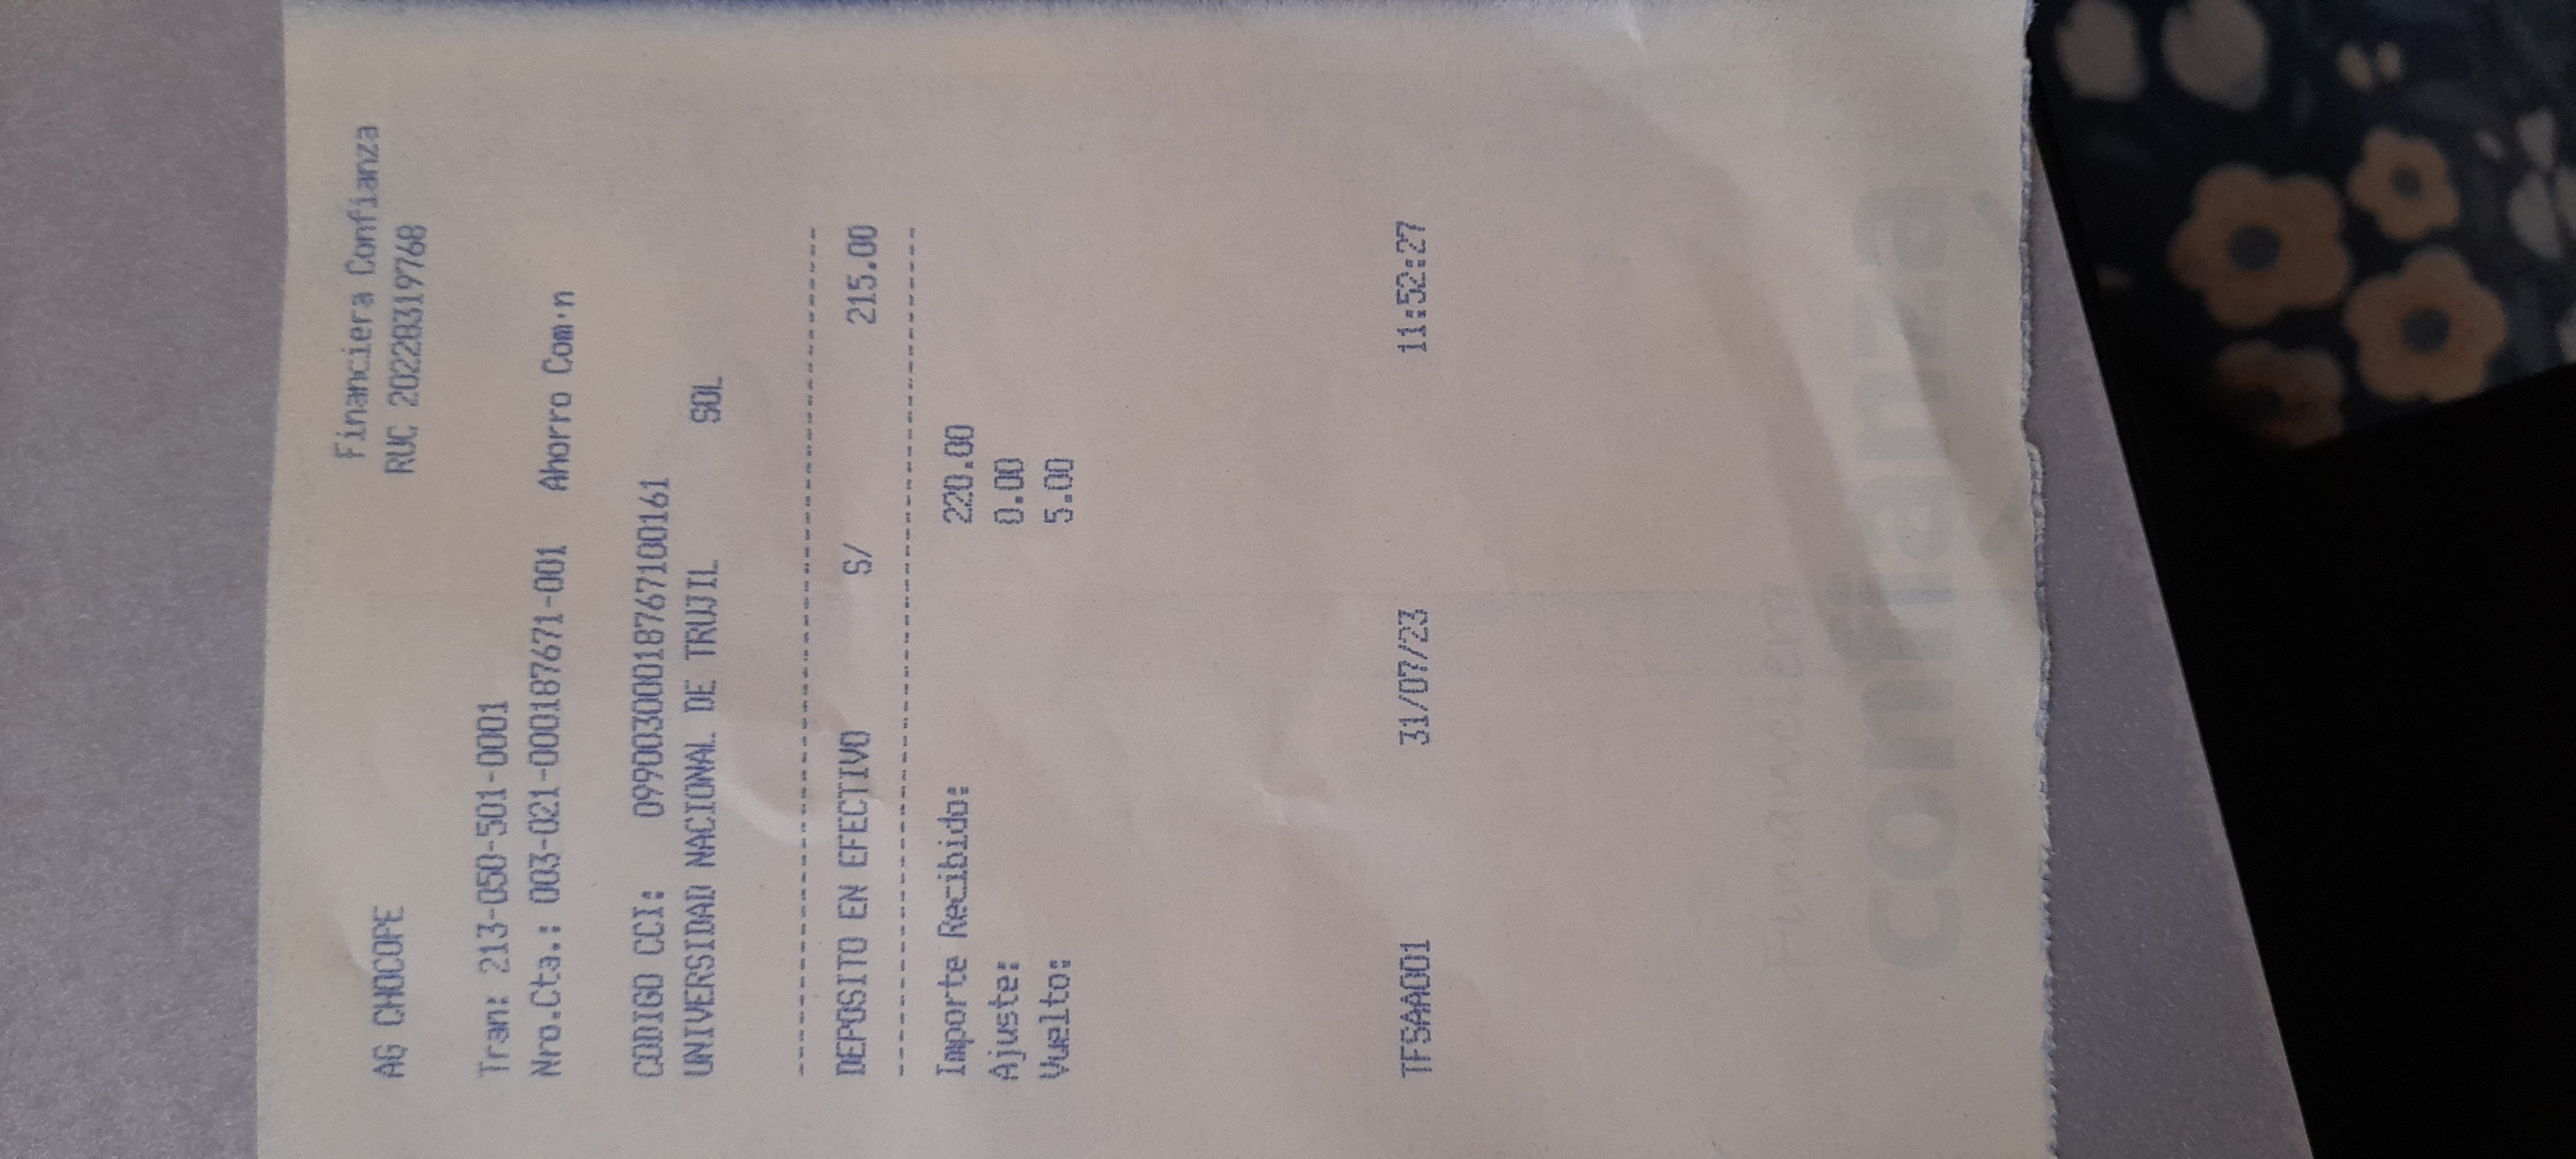 Financiera Confianza
AG CHOCOPE RUC 20228319768
Tran: 213-050-501-0001
Nro.Cta.: 003-021-000187671-001 Ahorro Com·n
CODIGO CCI: 09900300018767100161
UNIVERSIDAD NACIONAL DE TRUJIL SOL
--------------------------------------------------
DEPOSITO EN EFECTIVO S/ 215.00
--------------------------------------------------
Importe Recibido: 220.00
Ajuste: 0.00
Vuelto: 5.00
TFSAA001 31/07/23 11:52:27
Financiera
Confianza